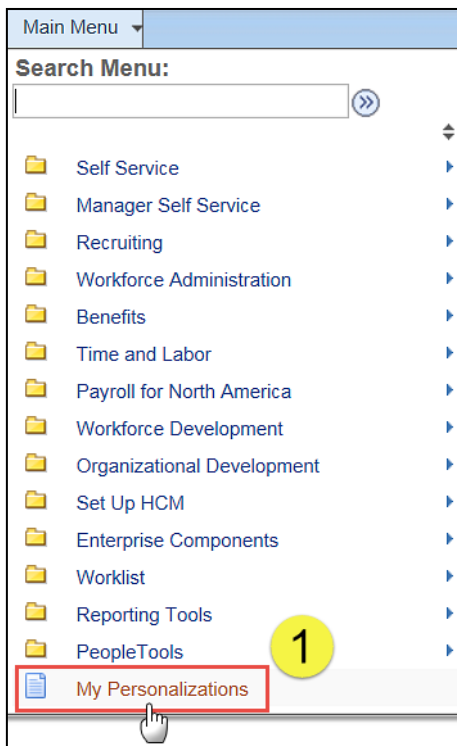 Main Menu
Search Menu:
Self Service
Manager Self Service
Recruiting
Workforce Administration
Benefits
Time and Labor
Payroll for North America
Workforce Development
Organizational Development
Set Up HCM
Enterprise Components
Worklist
Reporting Tools
PeopleTools
1
My Personalizations